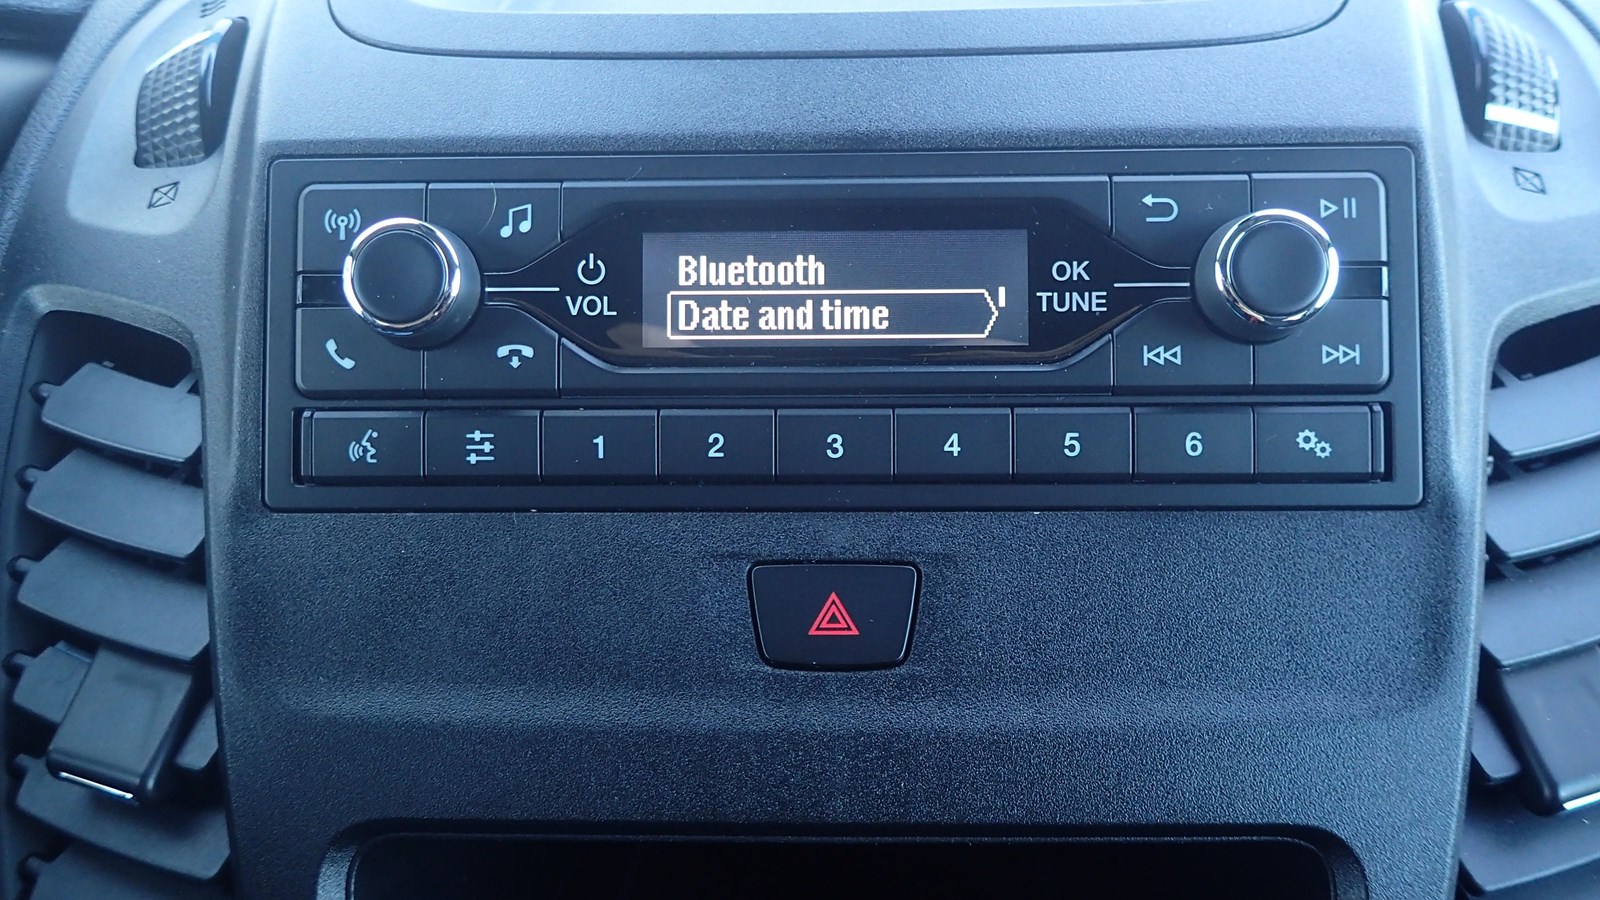 Bluetooth
Date and time
VOL
OK
TUNE
1 2 3 4 5 6